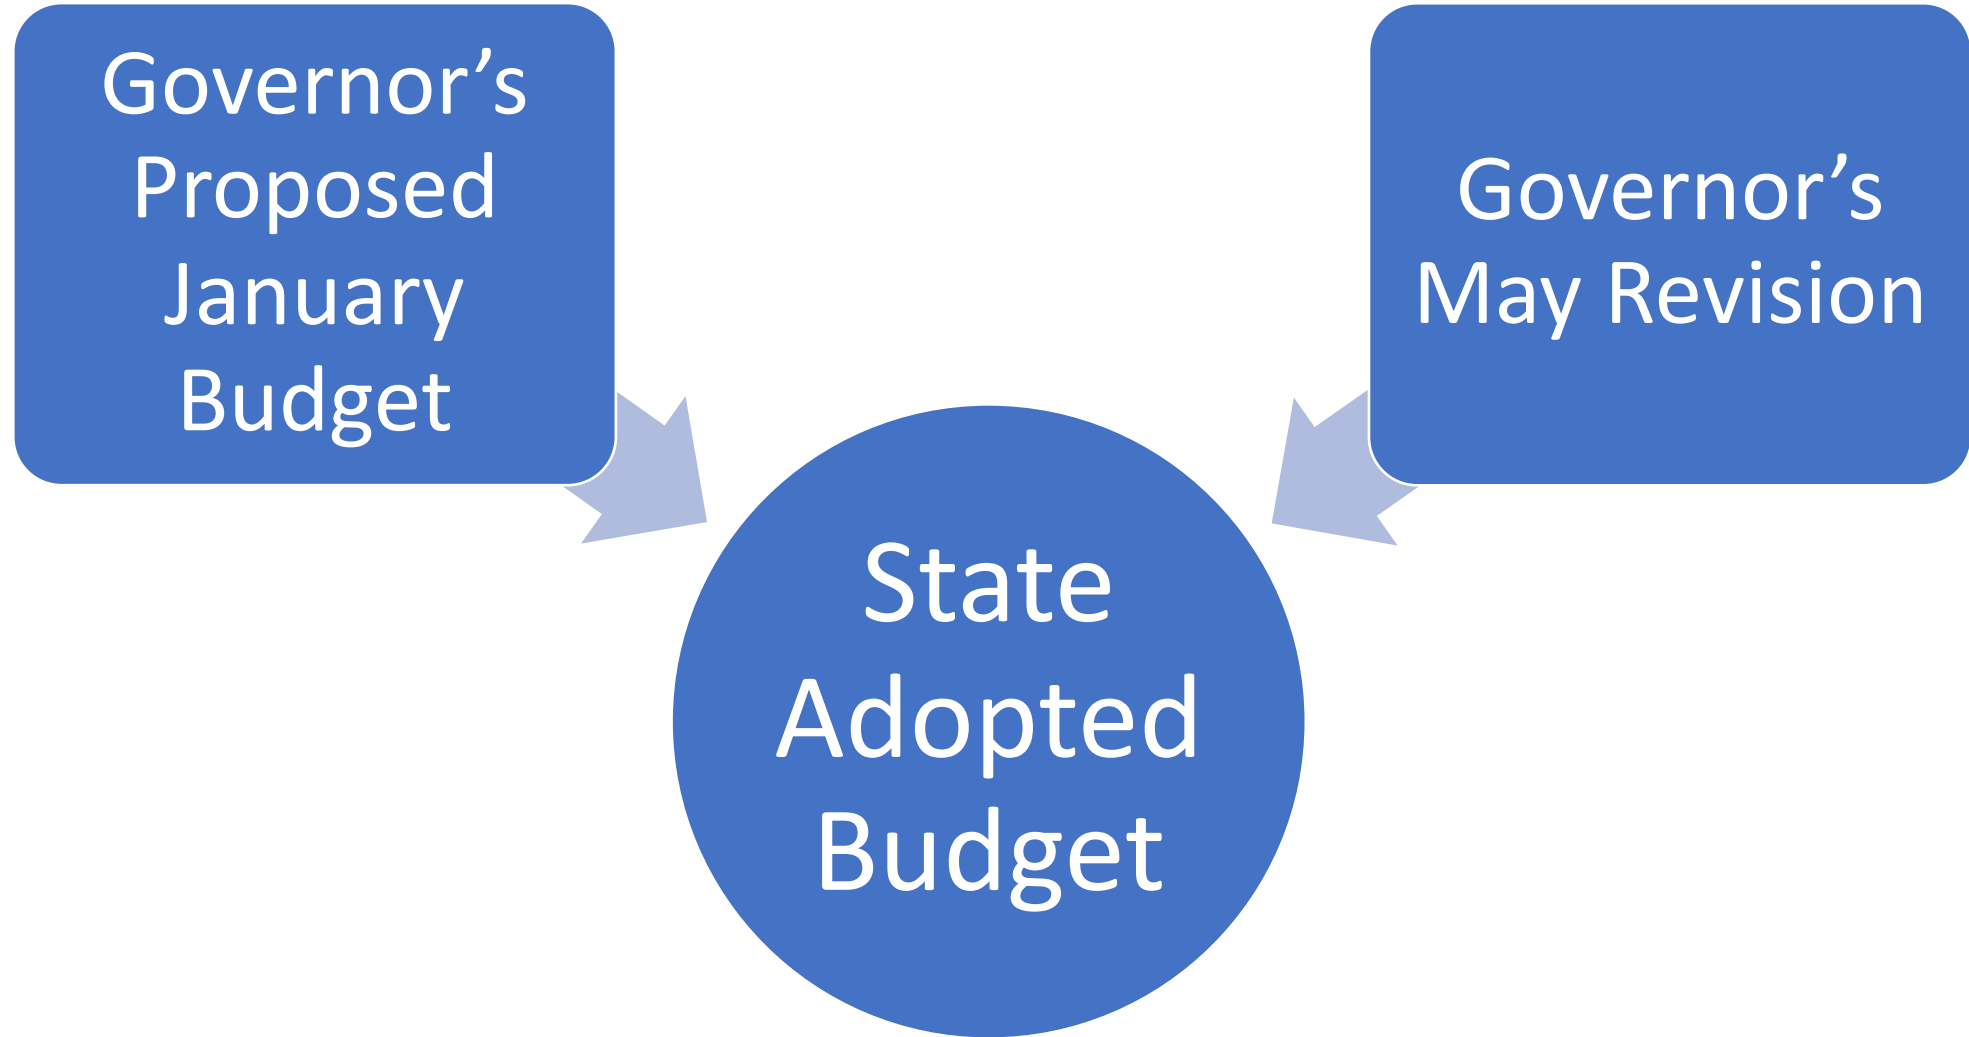 Governor’s
Proposed
January
Budget
Governor’s
May Revision
State
Adopted
Budget